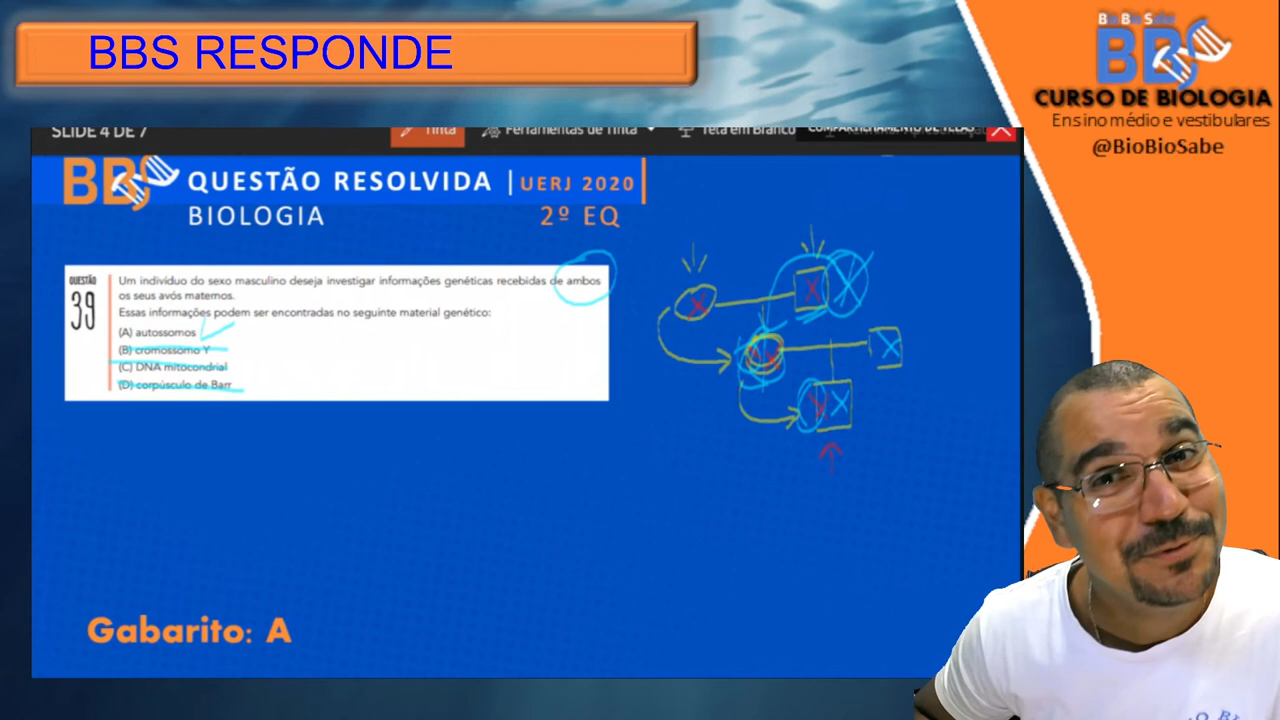 BBS RESPONDE
Bio Bio Sabe
BBS
CURSO DE BIOLOGIA
Ensino médio e vestibulares
@BioBioSabe
SLIDE 4 DE 7
Tinta
Ferramentas de Tinta
Tela em Branco
COMPARTILHAMENTO DE TELAS
BBS
QUESTÃO RESOLVIDA | UERJ 2020
BIOLOGIA
2º EQ
QUESTÃO
39
Um indivíduo do sexo masculino deseja investigar informações genéticas recebidas de ambos
os seus avós maternos.
Essas informações podem ser encontradas no seguinte material genético:
(A) autossomos
(B) cromossomo Y
(C) DNA mitocondrial
(D) corpúsculo de Barr
X
X
X
X
X
X
Gabarito: A